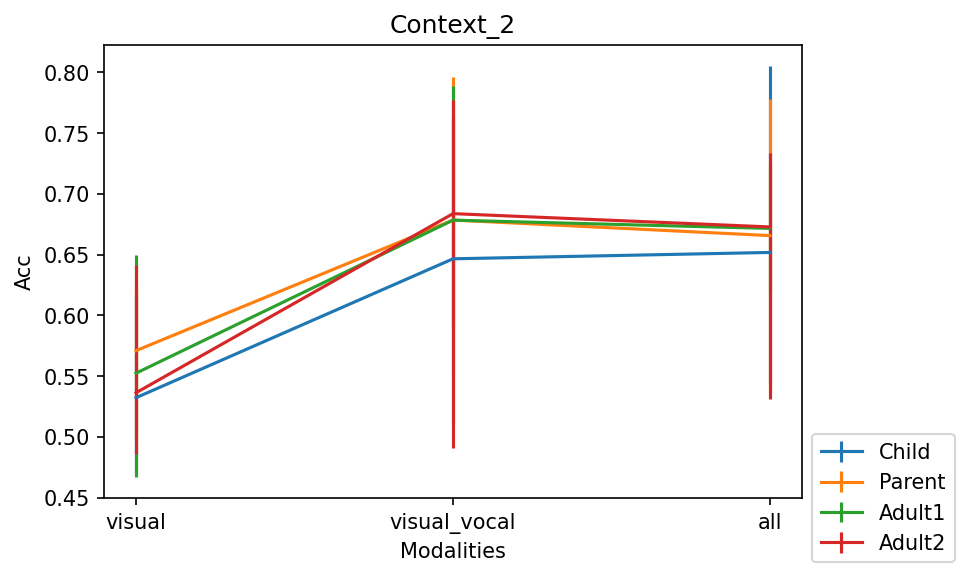 Context_2
Acc
0.80
0.75
0.70
0.65
0.60
0.55
0.50
0.45
visual visual_vocal all
Modalities
Child
Parent
Adult1
Adult2